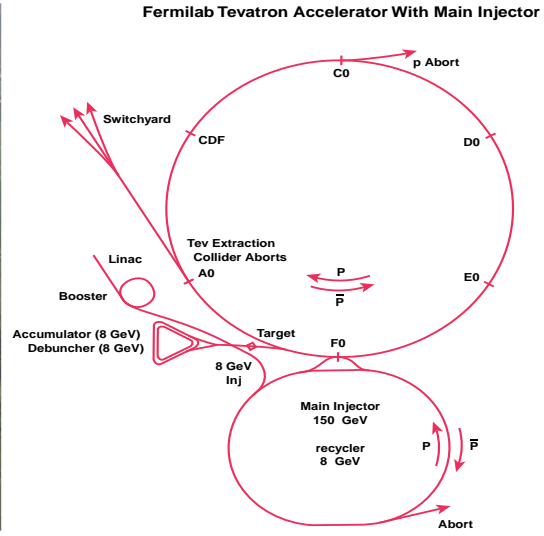 Fermilab Tevatron Accelerator With Main Injector
p Abort
C0
Switchyard
CDF
D0
Tev Extraction
Collider Aborts
A0
Linac
P
P̅
E0
Booster
Accumulator (8 GeV)
Debuncher (8 GeV)
Target
F0
8 GeV
Inj
Main Injector
150 GeV
recycler
8 GeV
P
P̅
Abort